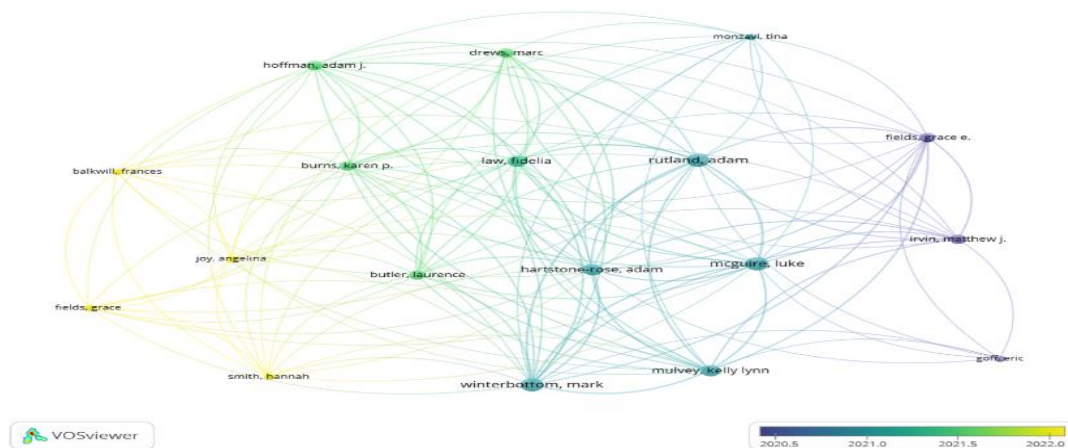 monzavi, tina
drews, marc
hoffman, adam j.
fields, grace e.
law, fidelia
rutland, adam
burns, karen p.
balkwill, frances
irvin, matthew j.
joy, angelina
mcguire, luke
hartstone-rose, adam
butler, laurence
fields, grace
goff, eric
mulvey, kelly lynn
smith, hannah
winterbottom, mark
VOSviewer
2020.5 2021.0 2021.5 2022.0